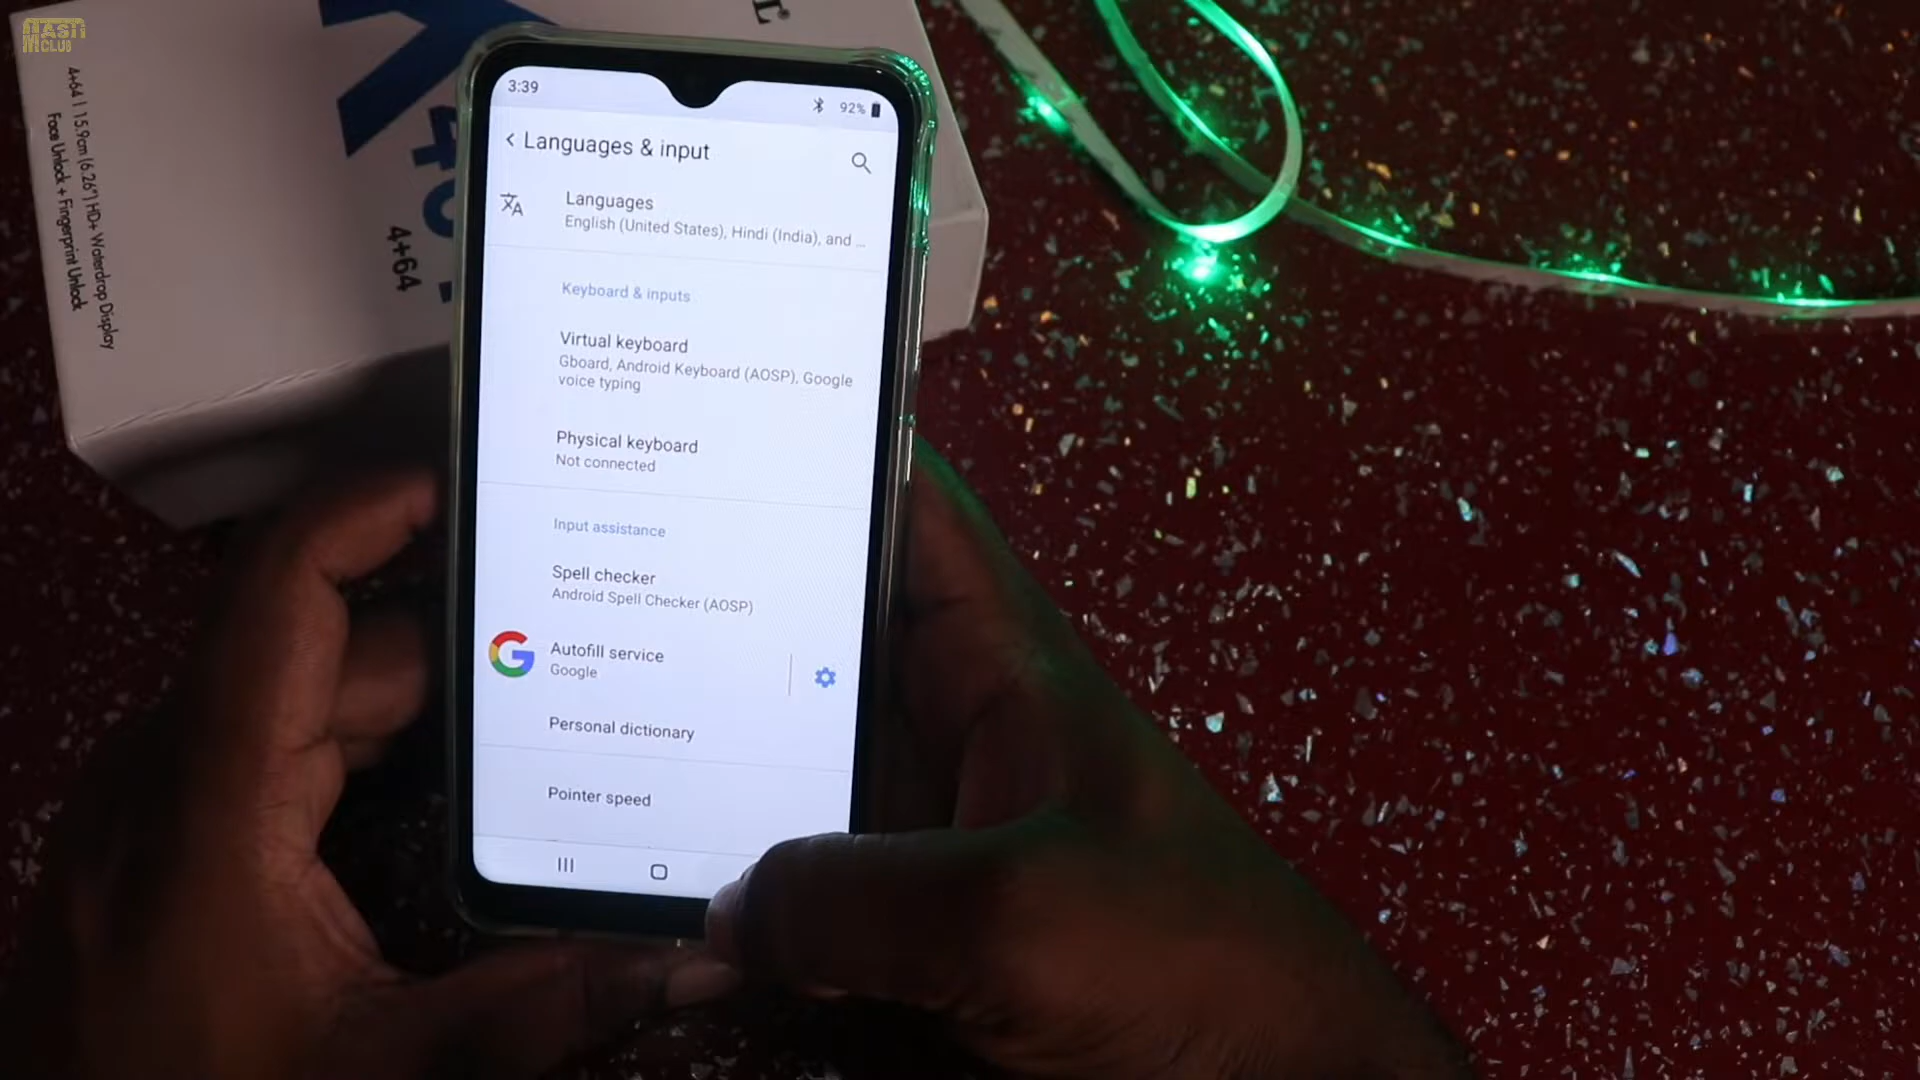 MASTI
CLUB
4+64 | 15.9cm (6.26") HD+ Waterdrop Display
Face Unlock + Fingerprint Unlock
4+64
3:39
92%
Languages & input
Languages
English (United States), Hindi (India), and ...
Keyboard & inputs
Virtual keyboard
Gboard, Android Keyboard (AOSP), Google
voice typing
Physical keyboard
Not connected
Input assistance
Spell checker
Android Spell Checker (AOSP)
Autofill service
Google
Personal dictionary
Pointer speed